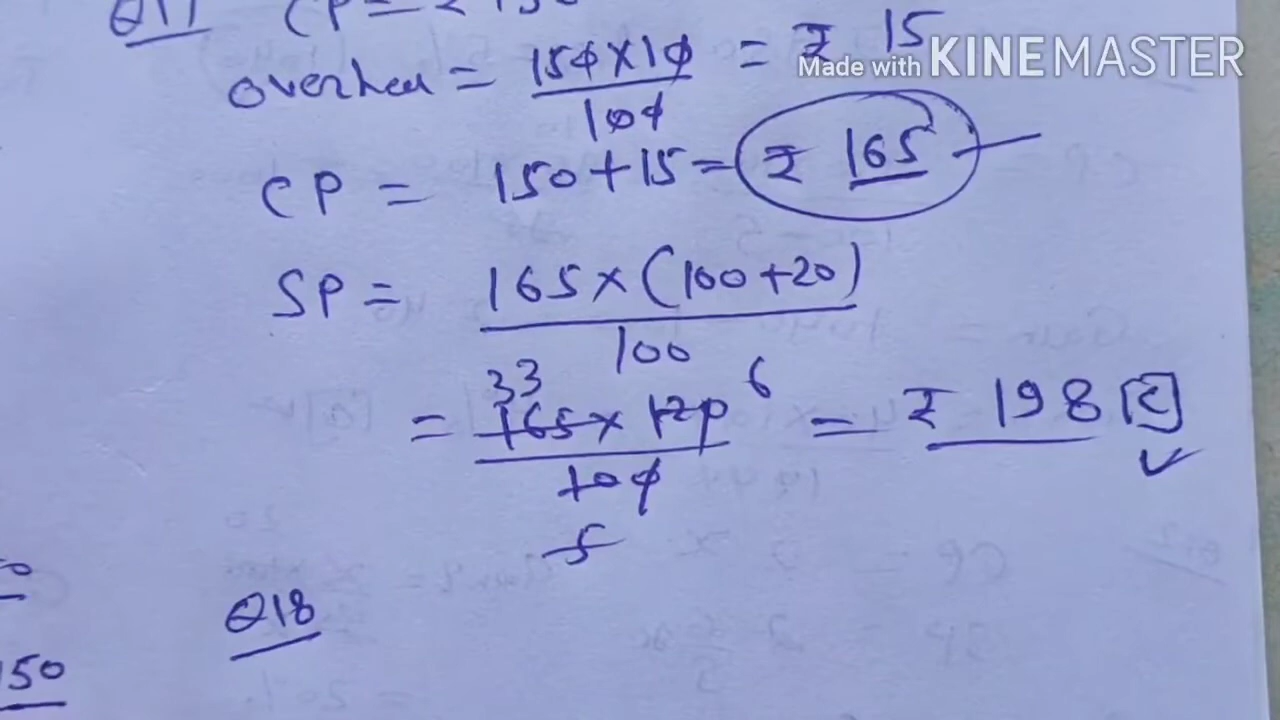 Q17 CP = ₹ 150
overhea = 150×10 / 100 = ₹ 15
Made with KINEMASTER
CP = 150+15 = ₹ 165
SP = 165×(100+20) / 100
33 6
= 165×120 / 100 = ₹ 198 [C]
5
Q18
150